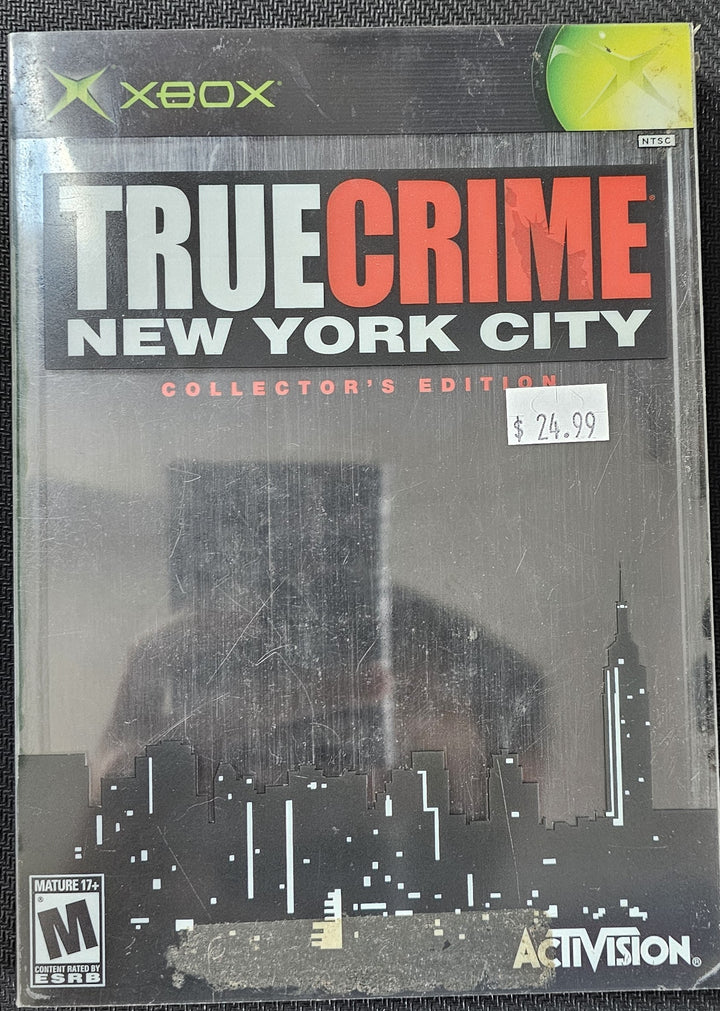 XBOX
NTSC
TRUECRIME®
NEW YORK CITY
COLLECTOR'S EDITION
$ 24.99
MATURE 17+
M
®
CONTENT RATED BY
ESRB
ACTIVISION®